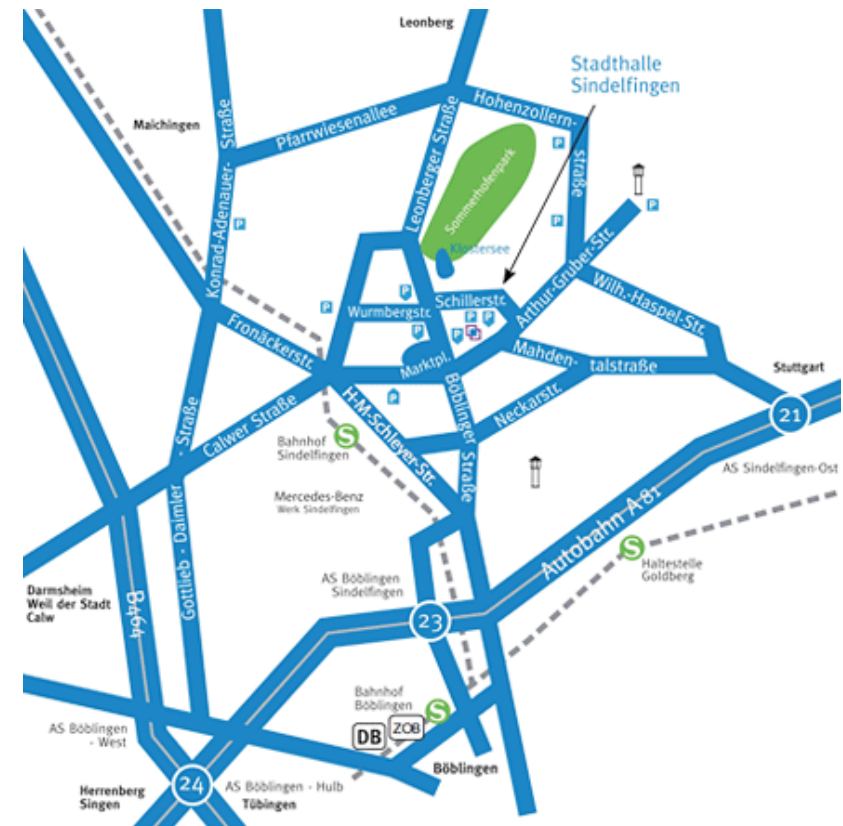 Leonberg
Stadthalle
Sindelfingen
Hohenzollern-
straße
Pfarrwiesenallee
Leonberger Straße
Maichingen
Konrad-Adenauer-
Straße
Sommerhofenpark
Klostersee
P
P
P
P
P
P
P
P
P
P
P
P
Schillerstr.
Arthur-Gruber-Str.
Wilh.-Haspel-Str.
Wurmbergstr.
Fronäckerstr.
Marktpl.
Mahden-
talstraße
Stuttgart
21
AS Sindelfingen-Ost
H-M-Schleyer-Str.
Böblinger
Straße
Neckarstr.
Calwer Straße
Bahnhof
Sindelfingen
S
Mercedes-Benz
Werk Sindelfingen
Gottlieb - Daimler - Straße
Autobahn A 81
S
Haltestelle
Goldberg
AS Böblingen
Sindelfingen
23
Darmsheim
Weil der Stadt
Calw
B464
Bahnhof
Böblingen
S
DB
ZOB
Böblingen
AS Böblingen
- West
Herrenberg
Singen
24
AS Böblingen - Hulb
Tübingen